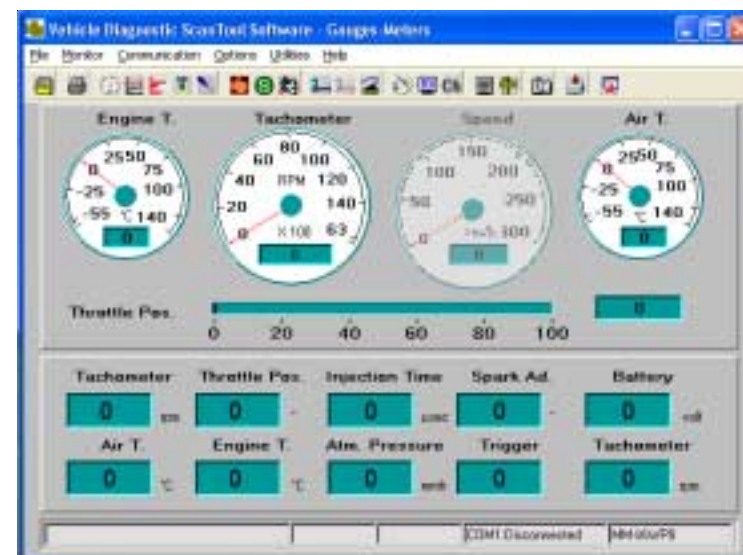 Vehicle Diagnostic ScanTool Software - Gauges Meters
File Monitor Communication Options Utilities Help
Engine T. Tachometer Speed Air T.
-55 -25 0 25 50 75 100 140 °C 0
0 20 40 60 80 100 120 140 63 RPM X 100 0
0 50 100 150 200 250 300 0
-55 -25 0 25 50 75 100 140 °C 0
Throttle Pos. 0
0 20 40 60 80 100
Tachometer Throttle Pos. Injection Time Spark Ad. Battery
0 0 0 0 0 volt
Air T. Engine T. Atm. Pressure Trigger Tachometer
0 °C 0 °C 0 0 0
COM1 Disconnected